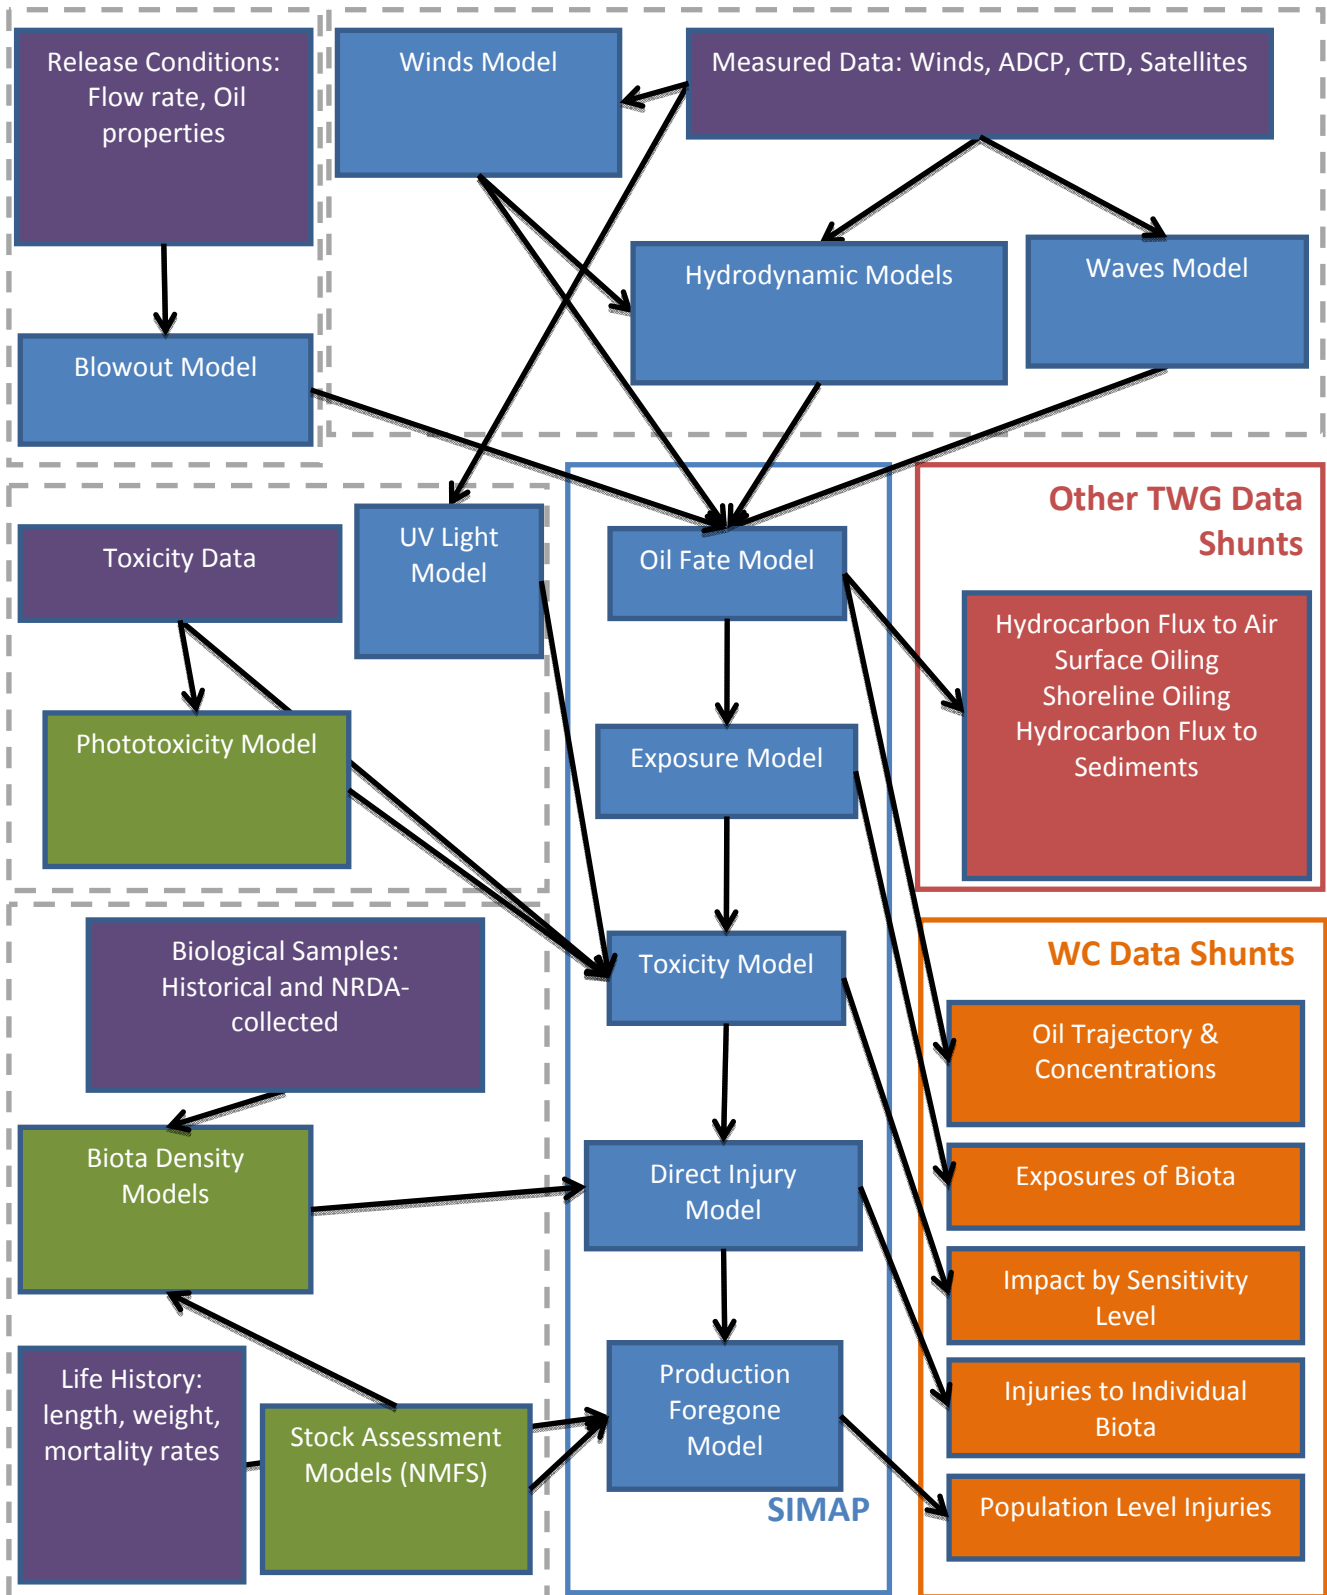 Release Conditions:
Flow rate, Oil
properties
Winds Model
Measured Data: Winds, ADCP, CTD, Satellites
Hydrodynamic Models
Waves Model
Blowout Model
Other TWG Data
Shunts
Toxicity Data
UV Light
Model
Oil Fate Model
Hydrocarbon Flux to Air
Surface Oiling
Shoreline Oiling
Hydrocarbon Flux to
Sediments
Phototoxicity Model
Exposure Model
Biological Samples:
Historical and NRDA-
collected
Toxicity Model
WC Data Shunts
Oil Trajectory &
Concentrations
Biota Density
Models
Direct Injury
Model
Exposures of Biota
Impact by Sensitivity
Level
Life History:
length, weight,
mortality rates
Stock Assessment
Models (NMFS)
Production
Foregone
Model
Injuries to Individual
Biota
SIMAP
Population Level Injuries